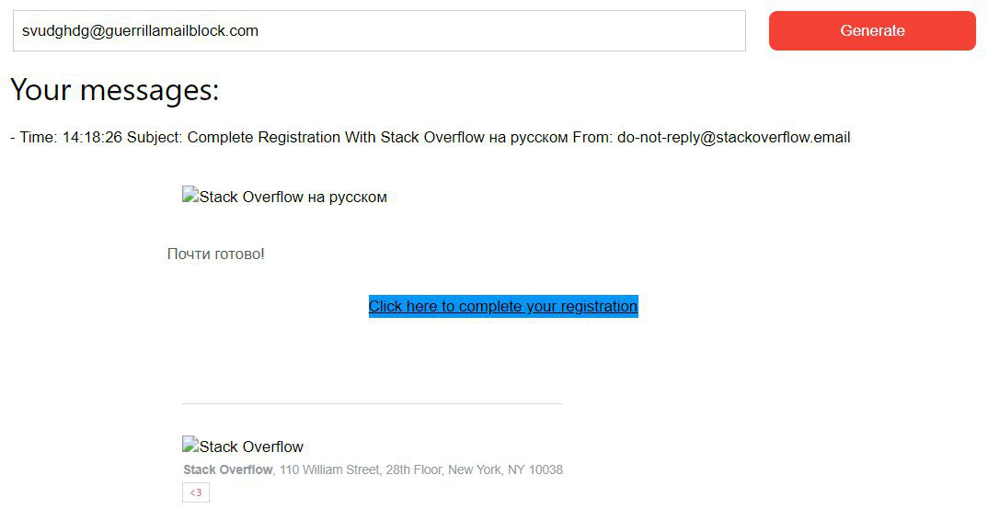 svudghdg@guerrillamailblock.com
Generate
Your messages:
- Time: 14:18:26 Subject: Complete Registration With Stack Overflow на русском From: do-not-reply@stackoverflow.email
Stack Overflow на русском
Почти готово!
Click here to complete your registration
Stack Overflow
Stack Overflow, 110 William Street, 28th Floor, New York, NY 10038
<3